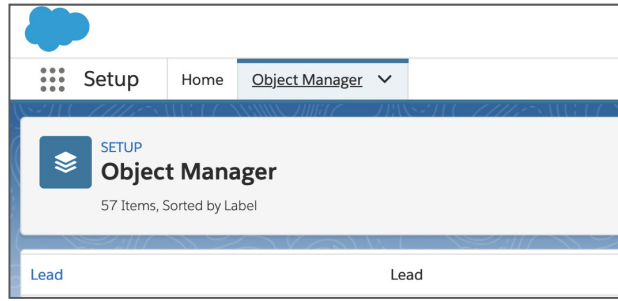 Setup Home Object Manager
SETUP
Object Manager
57 Items, Sorted by Label
Lead Lead